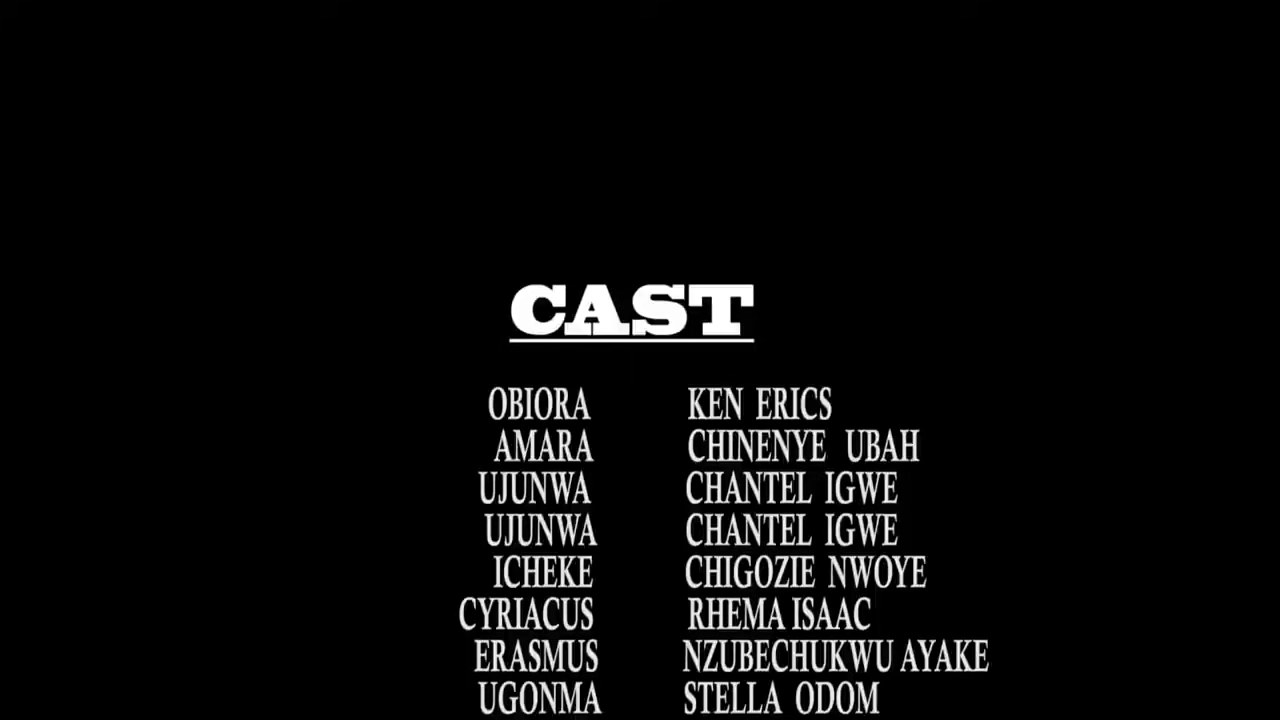 CAST
OBIORA KEN ERICS
AMARA CHINENYE UBAH
UJUNWA CHANTEL IGWE
UJUNWA CHANTEL IGWE
ICHEKE CHIGOZIE NWOYE
CYRIACUS RHEMA ISAAC
ERASMUS NZUBECHUKWU AYAKE
UGONMA STELLA ODOM